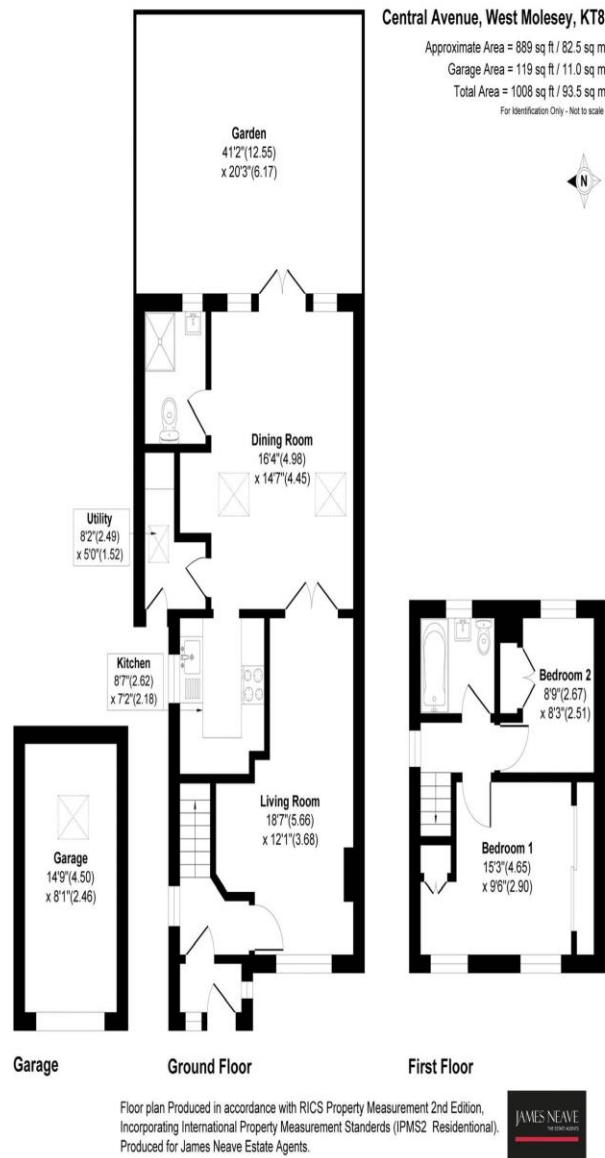 Central Avenue, West Molesey, KT8
Approximate Area = 889 sq ft / 82.5 sq m
Garage Area = 119 sq ft / 11.0 sq m
Total Area = 1008 sq ft / 93.5 sq m
For Identification Only - Not to scale
N
Garden
41'2"(12.55)
x 20'3"(6.17)
Dining Room
16'4"(4.98)
x 14'7"(4.45)
Utility
8'2"(2.49)
x 5'0"(1.52)
Kitchen
8'7"(2.62)
x 7'2"(2.18)
Living Room
18'7"(5.66)
x 12'1"(3.68)
Garage
14'9"(4.50)
x 8'1"(2.46)
Bedroom 2
8'9"(2.67)
x 8'3"(2.51)
Bedroom 1
15'3"(4.65)
x 9'6"(2.90)
Garage
Ground Floor
First Floor
Floor plan Produced in accordance with RICS Property Measurement 2nd Edition,
Incorporating International Property Measurement Standards (IPMS2 Residentional).
Produced for James Neave Estate Agents.
JAMES NEAVE
THE ESTATE AGENTS